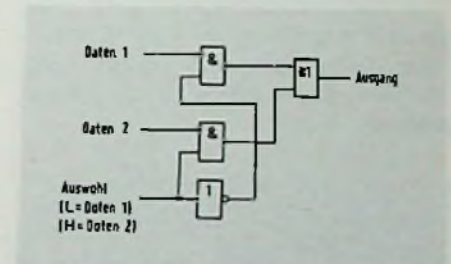 Daten 1
&
≥1
Ausgang
Daten 2
&
Auswahl
1
(L = Daten 1)
(H = Daten 2)